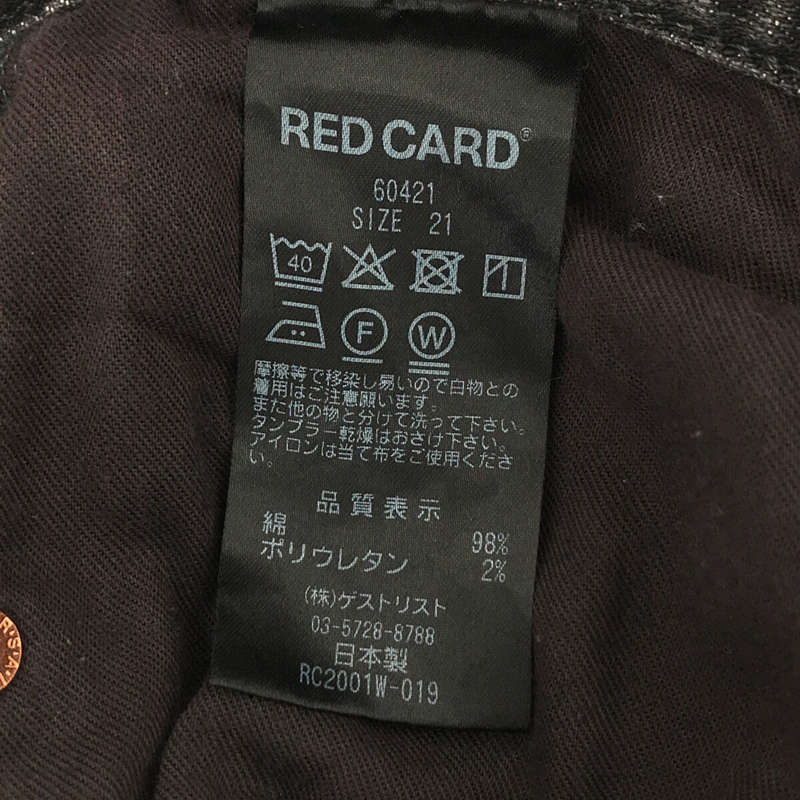 RED CARD®
60421
SIZE 21
40
F W
摩擦等で移染し易いので白物との
着用はご注意願います。
また他の物と分けて洗って下さい。
タンブラー乾燥はおさけ下さい。
アイロンは当て布をご使用くださ
い。
品質表示
綿 98%
ポリウレタン 2%
(株)ゲストリスト
03-5728-8788
日本製
RC2001W-019
R·S·A